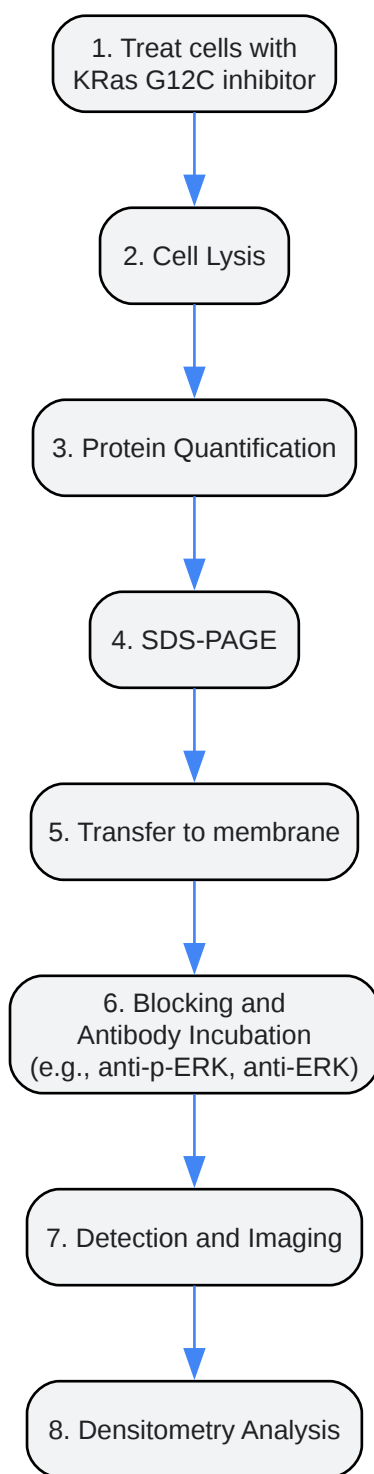 1. Treat cells with
KRas G12C inhibitor
2. Cell Lysis
3. Protein Quantification
4. SDS-PAGE
5. Transfer to membrane
6. Blocking and
Antibody Incubation
(e.g., anti-p-ERK, anti-ERK)
7. Detection and Imaging
8. Densitometry Analysis